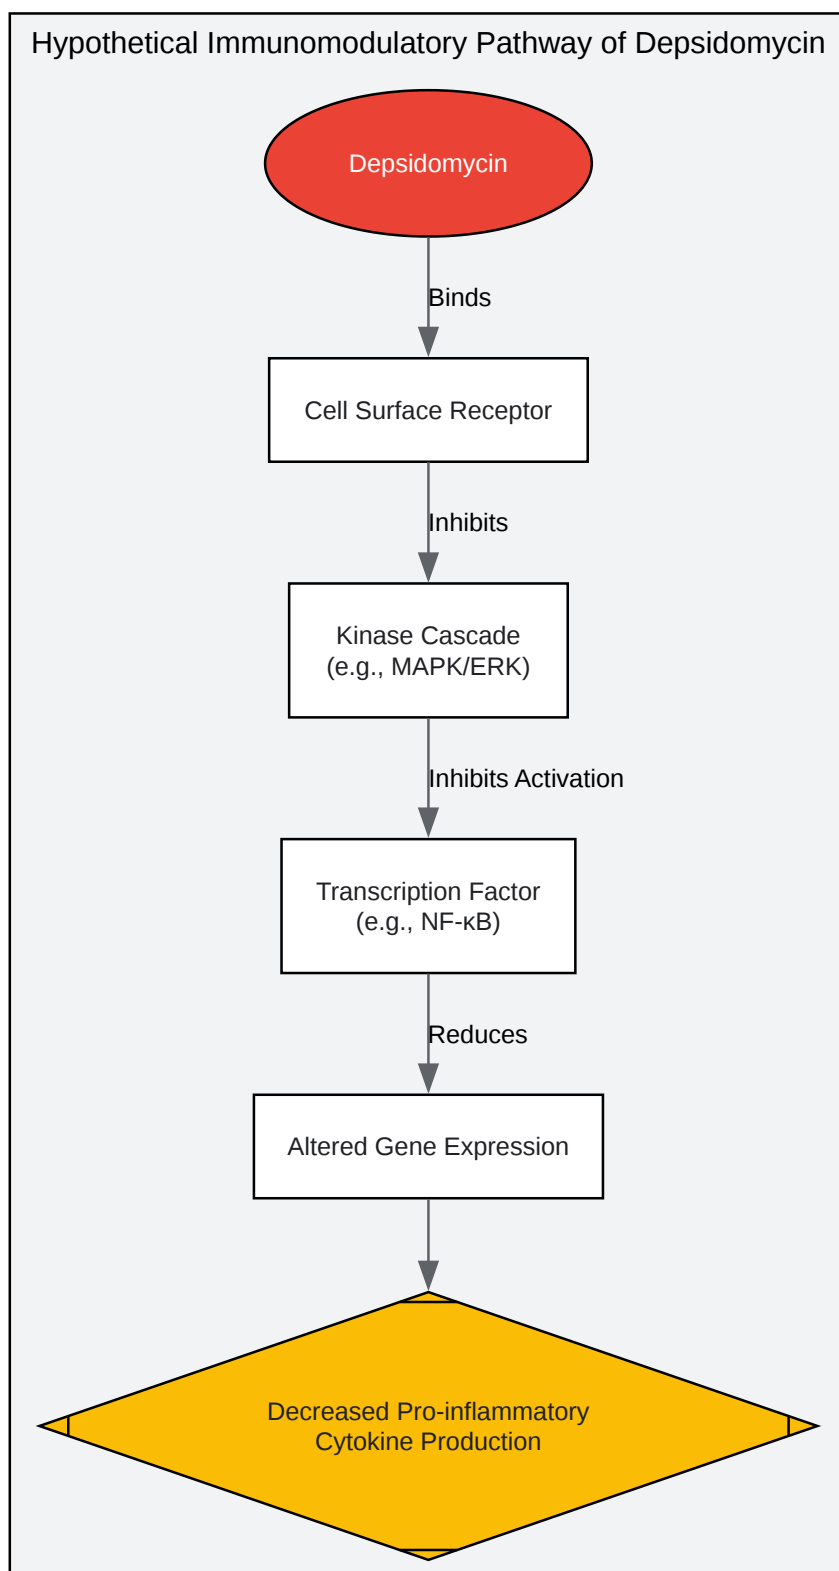 Hypothetical Immunomodulatory Pathway of Depsidomycin
Depsidomycin
Binds
Cell Surface Receptor
Inhibits
Kinase Cascade
(e.g., MAPK/ERK)
Inhibits Activation
Transcription Factor
(e.g., NF-κB)
Reduces
Altered Gene Expression
Decreased Pro-inflammatory
Cytokine Production